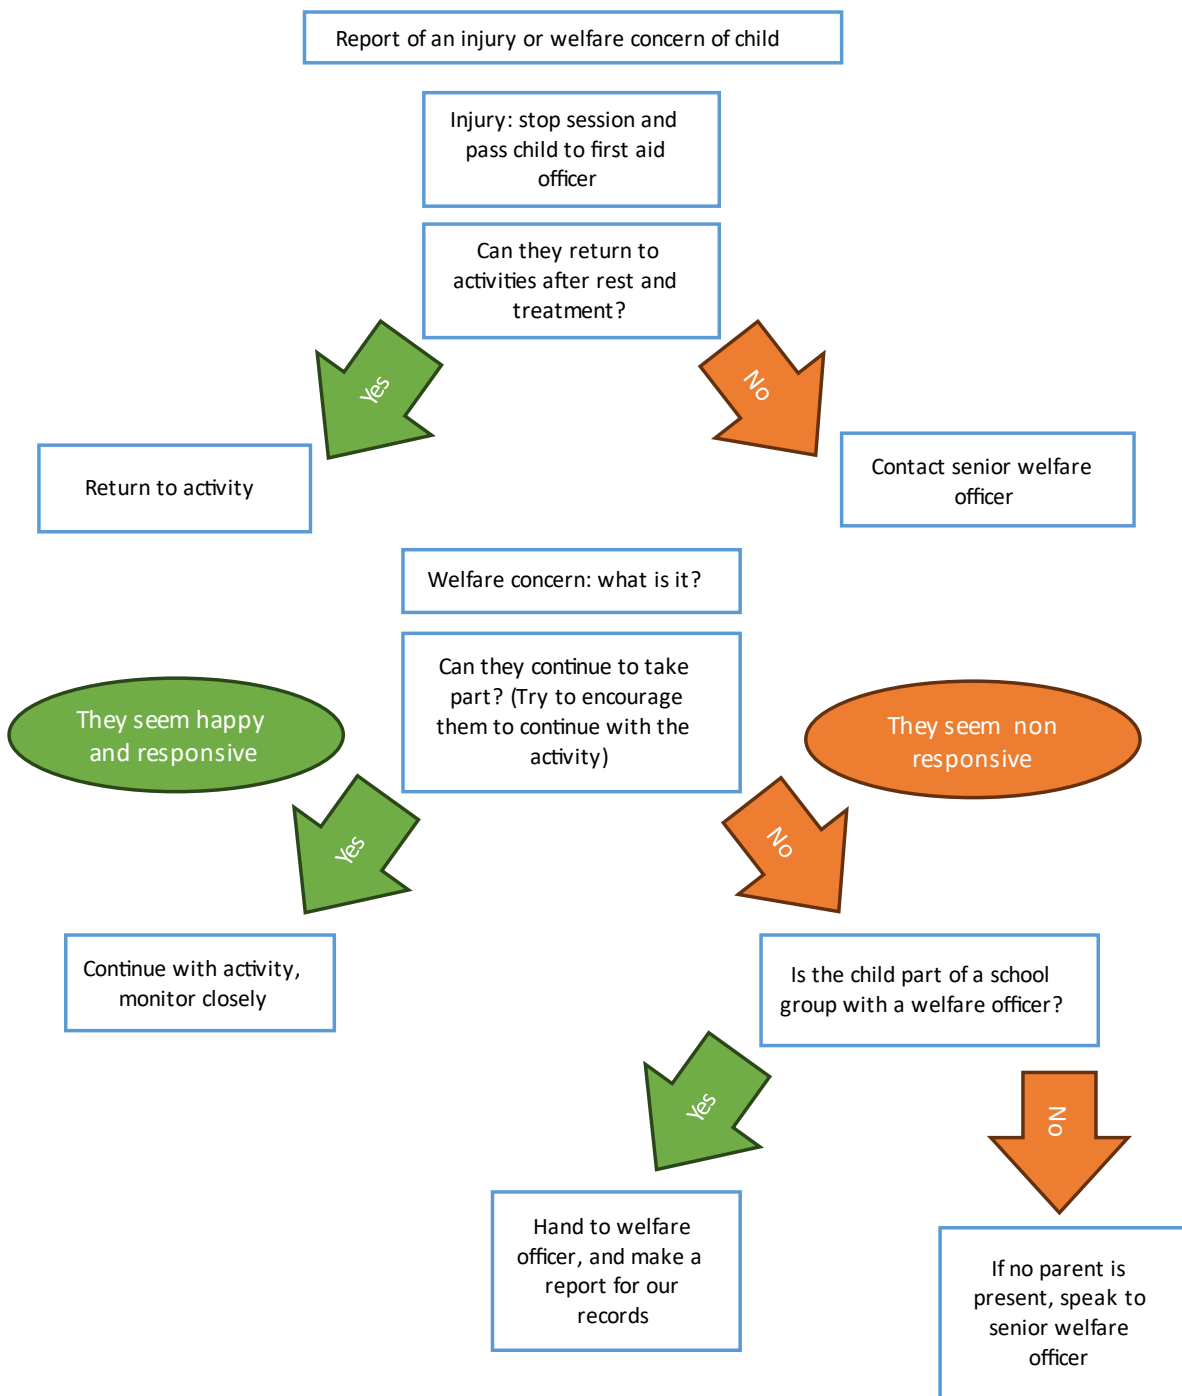 Report of an injury or welfare concern of child
Injury: stop session and
pass child to first aid
officer
Can they return to
activities after rest and
treatment?
Yes
No
Return to activity
Contact senior welfare
officer
Welfare concern: what is it?
Can they continue to take
part? (Try to encourage
them to continue with the
activity)
They seem happy
and responsive
They seem non
responsive
Yes
No
Continue with activity,
monitor closely
Is the child part of a school
group with a welfare officer?
Yes
No
Hand to welfare
officer, and make a
report for our
records
If no parent is
present, speak to
senior welfare
officer